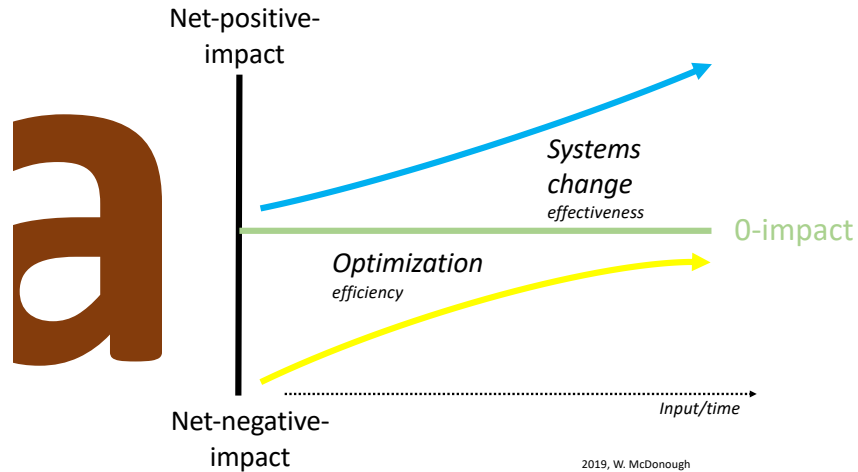 Net-positive-
impact
a
Systems
change
effectiveness
0-impact
Optimization
efficiency
Input/time
Net-negative-
impact
2019, W. McDonough